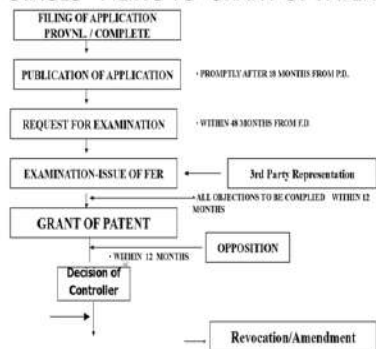 FILING OF APPLICATION
PROVNL. / COMPLETE
PUBLICATION OF APPLICATION
• PROMPTLY AFTER 18 MONTHS FROM P.D.
REQUEST FOR EXAMINATION
• WITHIN 48 MONTHS FROM F.D.
EXAMINATION-ISSUE OF FER
3rd Party Representation
• ALL OBJECTIONS TO BE COMPLIED WITHIN 12
MONTHS
GRANT OF PATENT
OPPOSITION
• WITHIN 12 MONTHS
Decision of
Controller
Revocation/Amendment